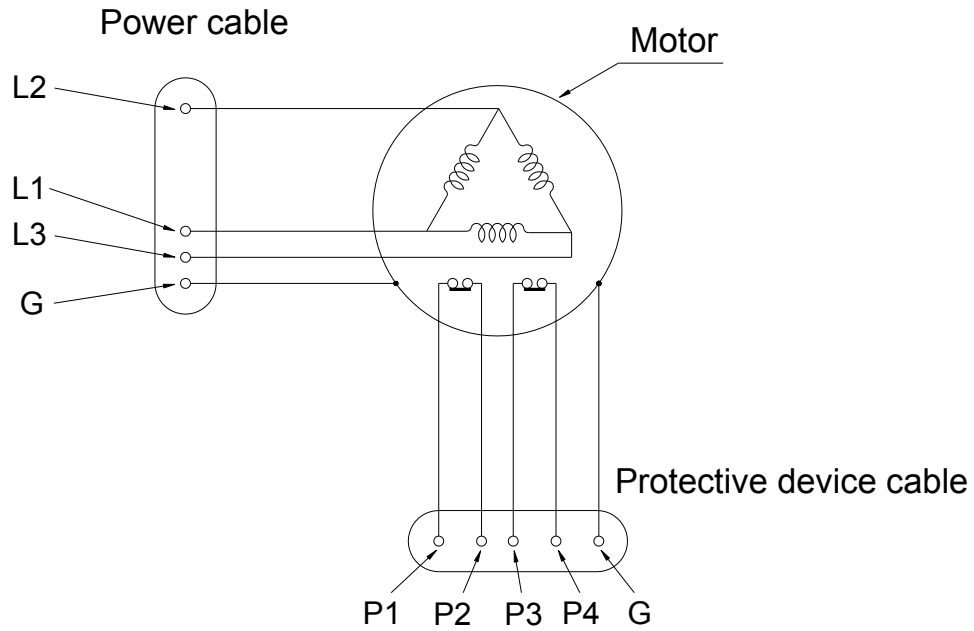 Power cable
Motor
L2
L1
L3
G
Protective device cable
P1 P2 P3 P4 G